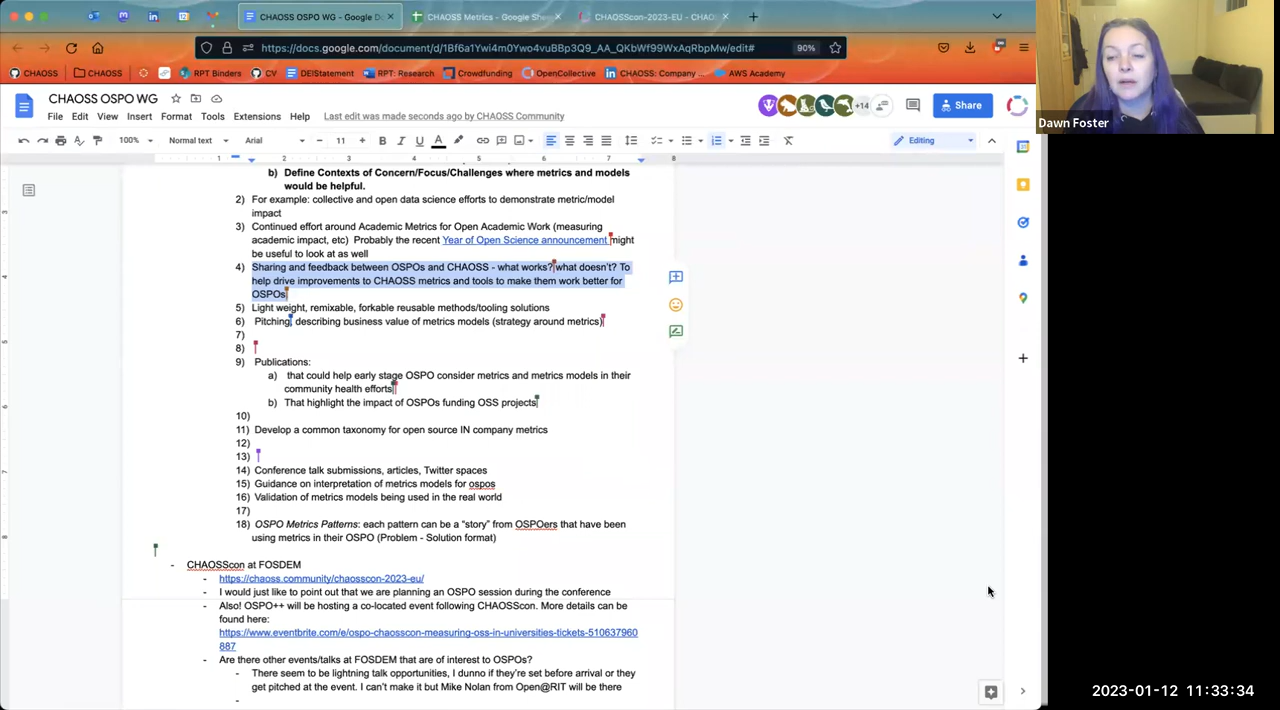 CHAOSS OSPO WG - Google D
CHAOSS Metrics - Google She
CHAOSScon-2023-EU - CHAO
https://docs.google.com/document/d/1Bf6a1Ywi4m0Ywo4vuBBp3Q9_AA_QKbWf99WxAqRbpMw/edit#
90%
CHAOSS
CHAOSS
RPT Binders
CV
DEIStatement
RPT: Research
Crowdfunding
OpenCollective
CHAOSS: Company ...
AWS Academy
Dawn Foster
CHAOSS OSPO WG
File Edit View Insert Format Tools Extensions Help
Last edit was made seconds ago by CHAOSS Community
+14
Share
100%
Normal text
Arial
11
Editing
1 2 3 4 5 6 7 8
b) Define Contexts of Concern/Focus/Challenges where metrics and models
would be helpful.
2) For example: collective and open data science efforts to demonstrate metric/model
impact
3) Continued effort around Academic Metrics for Open Academic Work (measuring
academic impact, etc) Probably the recent Year of Open Science announcement might
be useful to look at as well
4) Sharing and feedback between OSPOs and CHAOSS - what works? what doesn't? To
help drive improvements to CHAOSS metrics and tools to make them work better for
OSPOs
5) Light weight, remixable, forkable reusable methods/tooling solutions
6) Pitching, describing business value of metrics models (strategy around metrics)
7)
8)
9) Publications:
a) that could help early stage OSPO consider metrics and metrics models in their
community health efforts
b) That highlight the impact of OSPOs funding OSS projects
10)
11) Develop a common taxonomy for open source IN company metrics
12)
13)
14) Conference talk submissions, articles, Twitter spaces
15) Guidance on interpretation of metrics models for ospos
16) Validation of metrics models being used in the real world
17)
18) OSPO Metrics Patterns: each pattern can be a "story" from OSPOers that have been
using metrics in their OSPO (Problem - Solution format)
- CHAOSScon at FOSDEM
- https://chaoss.community/chaosscon-2023-eu/
- I would just like to point out that we are planning an OSPO session during the conference
- Also! OSPO++ will be hosting a co-located event following CHAOSScon. More details can be
found here:
https://www.eventbrite.com/e/ospo-chaosscon-measuring-oss-in-universities-tickets-510637960
887
- Are there other events/talks at FOSDEM that are of interest to OSPOs?
- There seem to be lightning talk opportunities, I dunno if they're set before arrival or they
get pitched at the event. I can't make it but Mike Nolan from Open@RIT will be there
-
2023-01-12 11:33:34